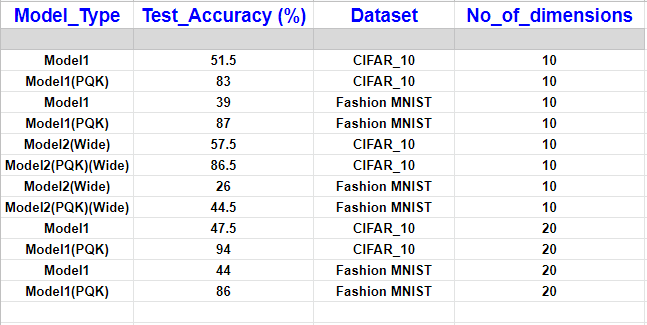 Model_Type Test_Accuracy (%) Dataset No_of_dimensions
Model1 51.5 CIFAR_10 10
Model1(PQK) 83 CIFAR_10 10
Model1 39 Fashion MNIST 10
Model1(PQK) 87 Fashion MNIST 10
Model2(Wide) 57.5 CIFAR_10 10
Model2(PQK)(Wide) 86.5 CIFAR_10 10
Model2(Wide) 26 Fashion MNIST 10
Model2(PQK)(Wide) 44.5 Fashion MNIST 10
Model1 47.5 CIFAR_10 20
Model1(PQK) 94 CIFAR_10 20
Model1 44 Fashion MNIST 20
Model1(PQK) 86 Fashion MNIST 20